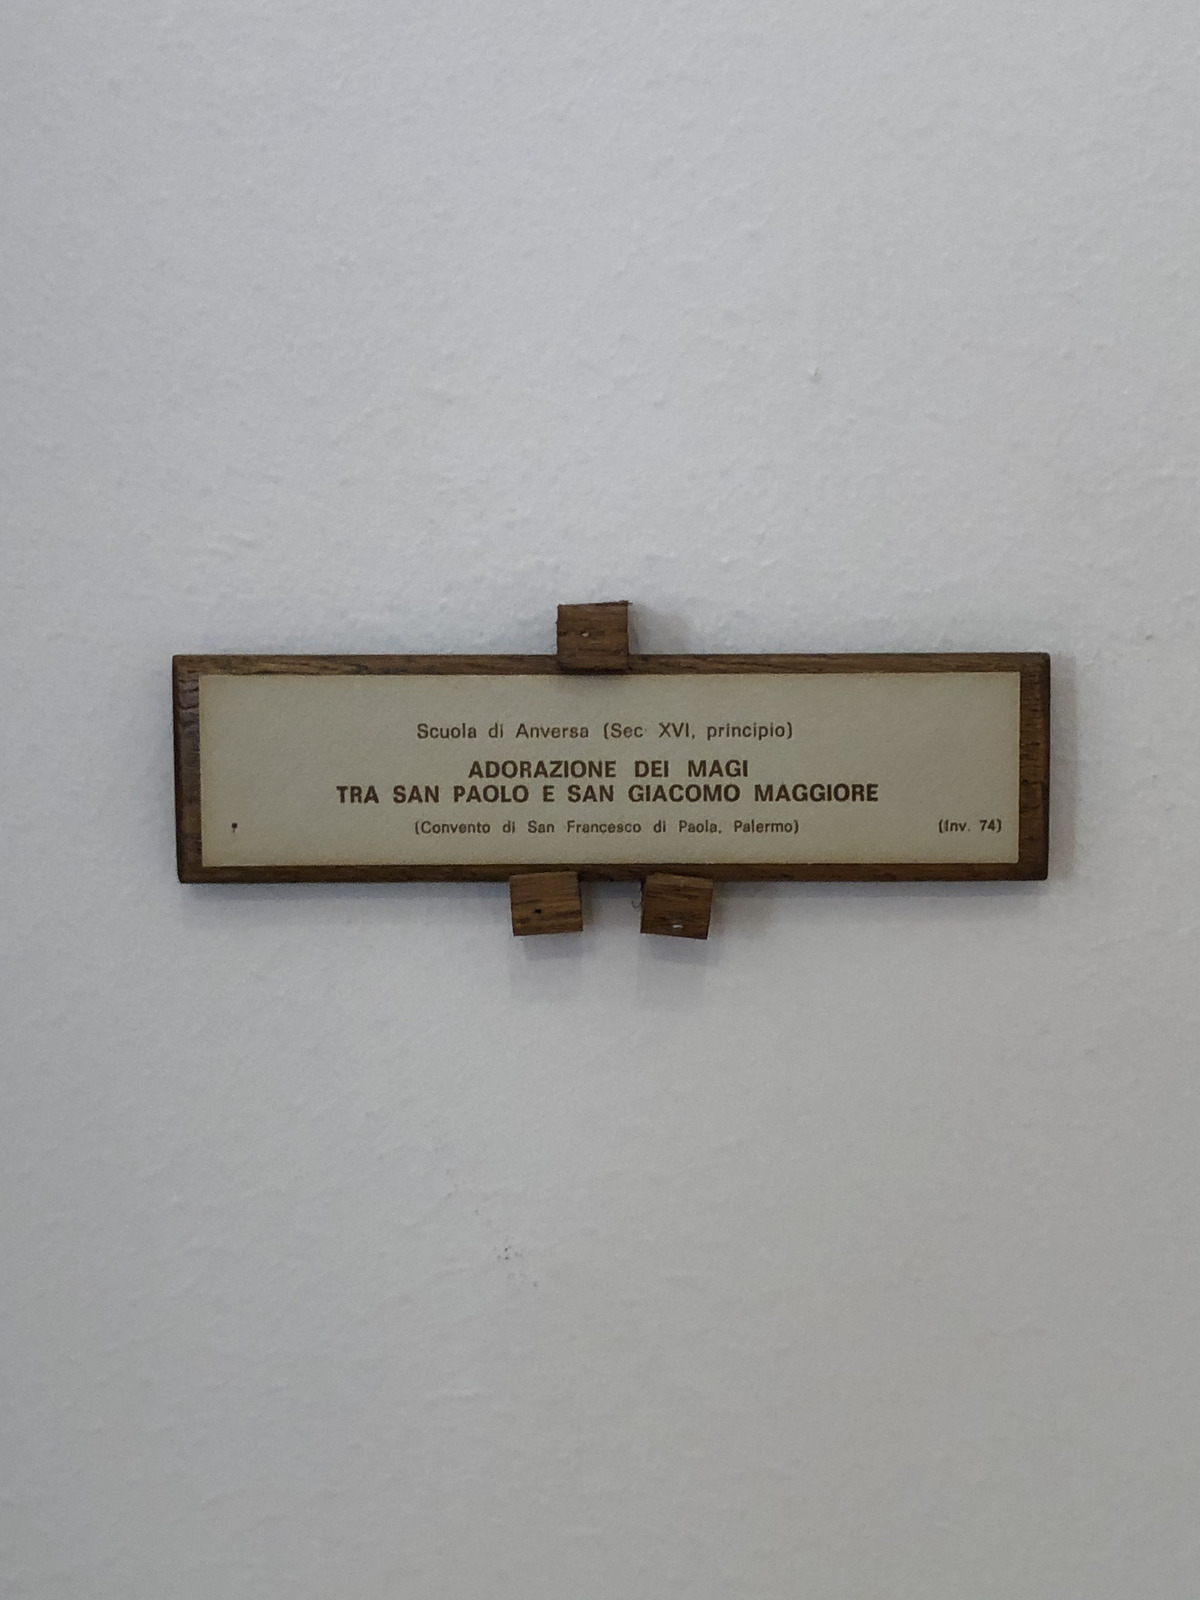 Scuola di Anversa (Sec. XVI, principio)
ADORAZIONE DEI MAGI
TRA SAN PAOLO E SAN GIACOMO MAGGIORE
(Convento di San Francesco di Paola, Palermo)
(Inv. 74)